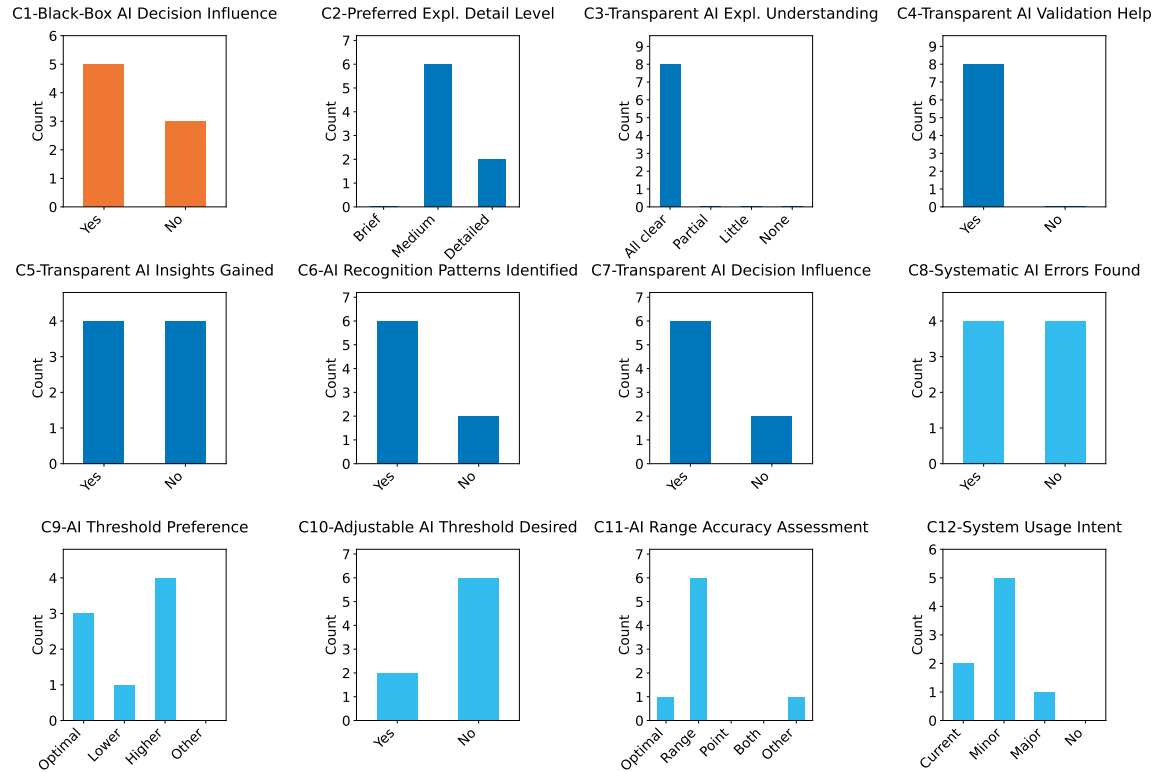 C1-Black-Box AI Decision Influence
Count
0
1
2
3
4
5
6
Yes
No
C2-Preferred Expl. Detail Level
Count
0
1
2
3
4
5
6
7
Brief
Medium
Detailed
C3-Transparent AI Expl. Understanding
Count
0
1
2
3
4
5
6
7
8
9
All clear
Partial
Little
None
C4-Transparent AI Validation Help
Count
0
1
2
3
4
5
6
7
8
9
Yes
No
C5-Transparent AI Insights Gained
Count
0
1
2
3
4
Yes
No
C6-AI Recognition Patterns Identified
Count
0
1
2
3
4
5
6
7
Yes
No
C7-Transparent AI Decision Influence
Count
0
1
2
3
4
5
6
7
Yes
No
C8-Systematic AI Errors Found
Count
0
1
2
3
4
Yes
No
C9-AI Threshold Preference
Count
0
1
2
3
4
Optimal
Lower
Higher
Other
C10-Adjustable AI Threshold Desired
Count
0
1
2
3
4
5
6
7
Yes
No
C11-AI Range Accuracy Assessment
Count
0
1
2
3
4
5
6
7
Optimal
Range
Point
Both
Other
C12-System Usage Intent
Count
0
1
2
3
4
5
6
Current
Minor
Major
No